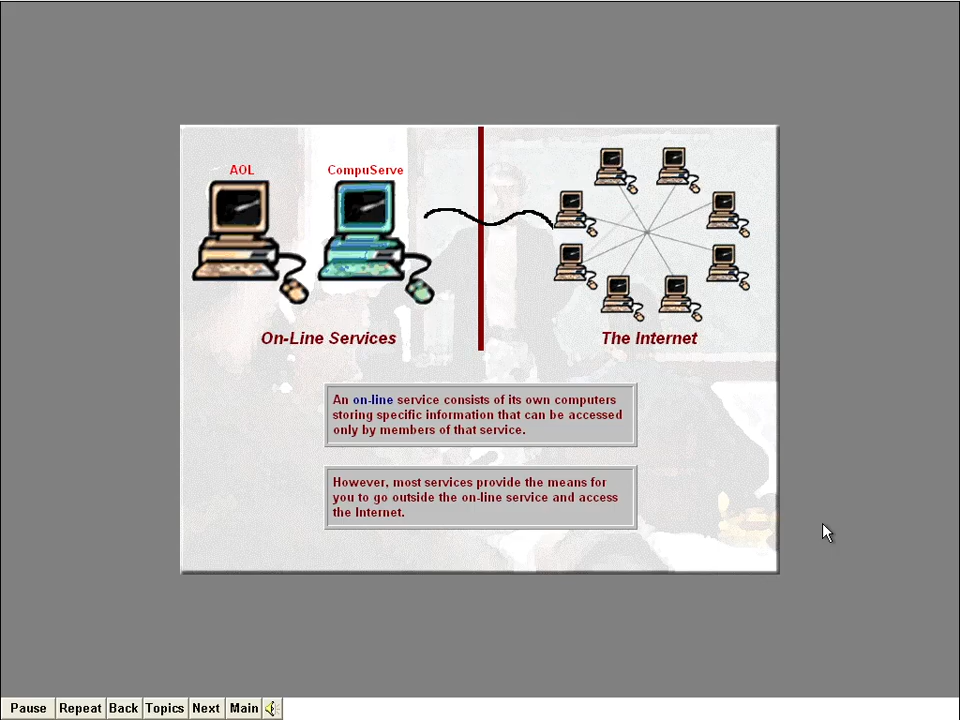 AOL
CompuServe
On-Line Services
The Internet
An on-line service consists of its own computers
storing specific information that can be accessed
only by members of that service.
However, most services provide the means for
you to go outside the on-line service and access
the Internet.
Pause Repeat Back Topics Next Main